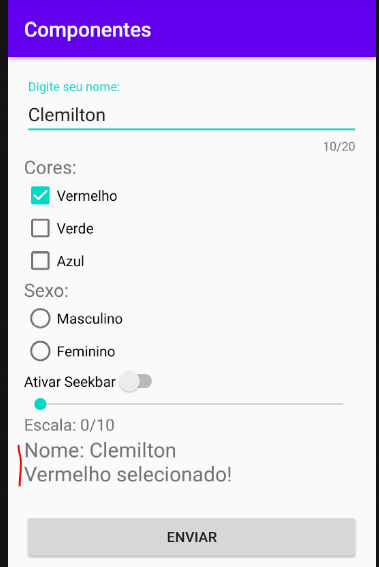 Componentes
Digite seu nome:
Clemilton
10/20
Cores:
Vermelho
Verde
Azul
Sexo:
Masculino
Feminino
Ativar Seekbar
Escala: 0/10
Nome: Clemilton
Vermelho selecionado!
ENVIAR